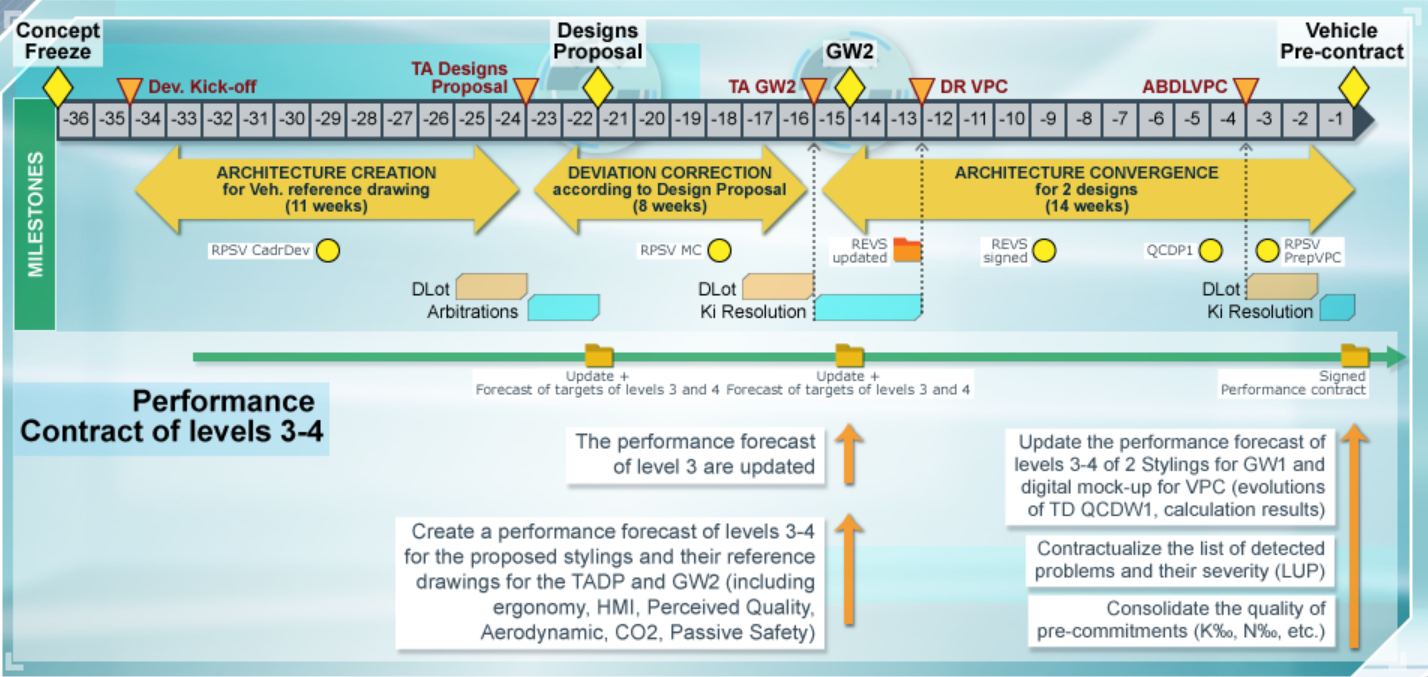 Concept
Freeze
Designs
Proposal
GW2
Vehicle
Pre-contract
Dev. Kick-off
TA Designs
Proposal
TA GW2
DR VPC
ABDLVPC
-36 -35 -34 -33 -32 -31 -30 -29 -28 -27 -26 -25 -24 -23 -22 -21 -20 -19 -18 -17 -16 -15 -14 -13 -12 -11 -10 -9 -8 -7 -6 -5 -4 -3 -2 -1
MILESTONES
ARCHITECTURE CREATION
for Veh. reference drawing
(11 weeks)
DEVIATION CORRECTION
according to Design Proposal
(8 weeks)
ARCHITECTURE CONVERGENCE
for 2 designs
(14 weeks)
RPSV CadrDev
RPSV MC
REVS
updated
REVS
signed
QCDP1
RPSV
PrepVPC
DLot
Arbitrations
DLot
Ki Resolution
DLot
Ki Resolution
Update +
Forecast of targets of levels 3 and 4
Update +
Forecast of targets of levels 3 and 4
Signed
Performance contract
Performance
Contract of levels 3-4
The performance forecast
of level 3 are updated
Create a performance forecast of levels 3-4
for the proposed stylings and their reference
drawings for the TADP and GW2 (including
ergonomy, HMI, Perceived Quality,
Aerodynamic, CO2, Passive Safety)
Update the performance forecast of
levels 3-4 of 2 Stylings for GW1 and
digital mock-up for VPC (evolutions
of TD QCDW1, calculation results)
Contractualize the list of detected
problems and their severity (LUP)
Consolidate the quality of
pre-commitments (K‰, N‰, etc.)